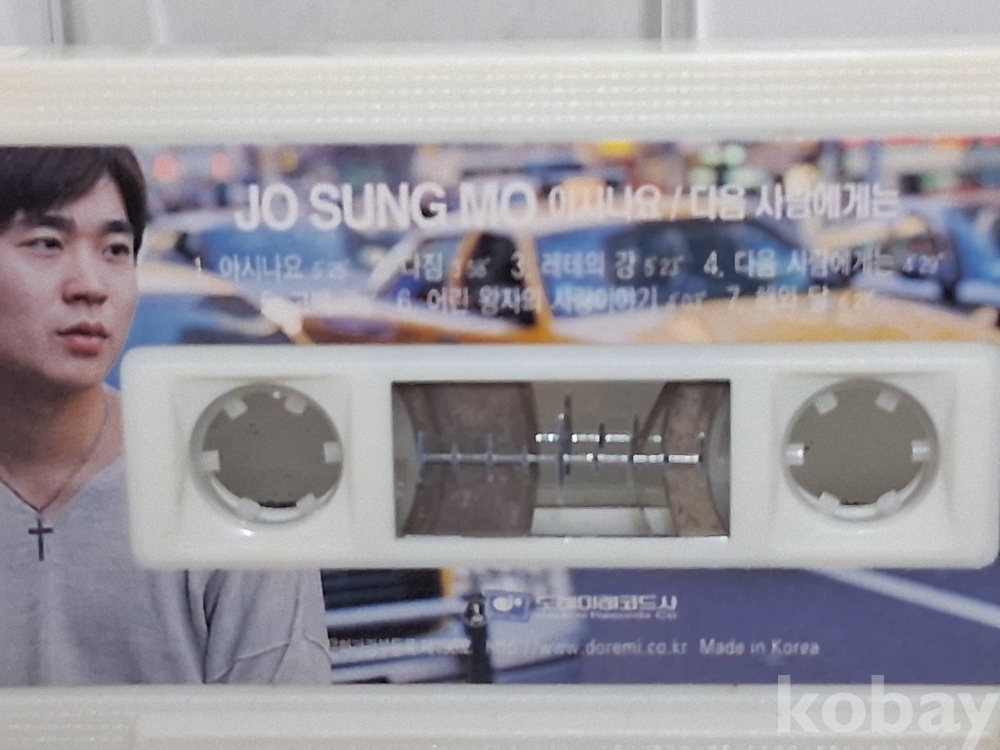 JO SUNG MO 아시나요 / 다음 사람에게는
1. 아시나요 5'25" 다짐 3. 레테의 강 5'23" 4. 다음 사람에게는 4'29"
6. 어린 왕자의 사랑이야기 7.
도레미레코드사
http://www.doremi.co.kr Made in Korea
kobay